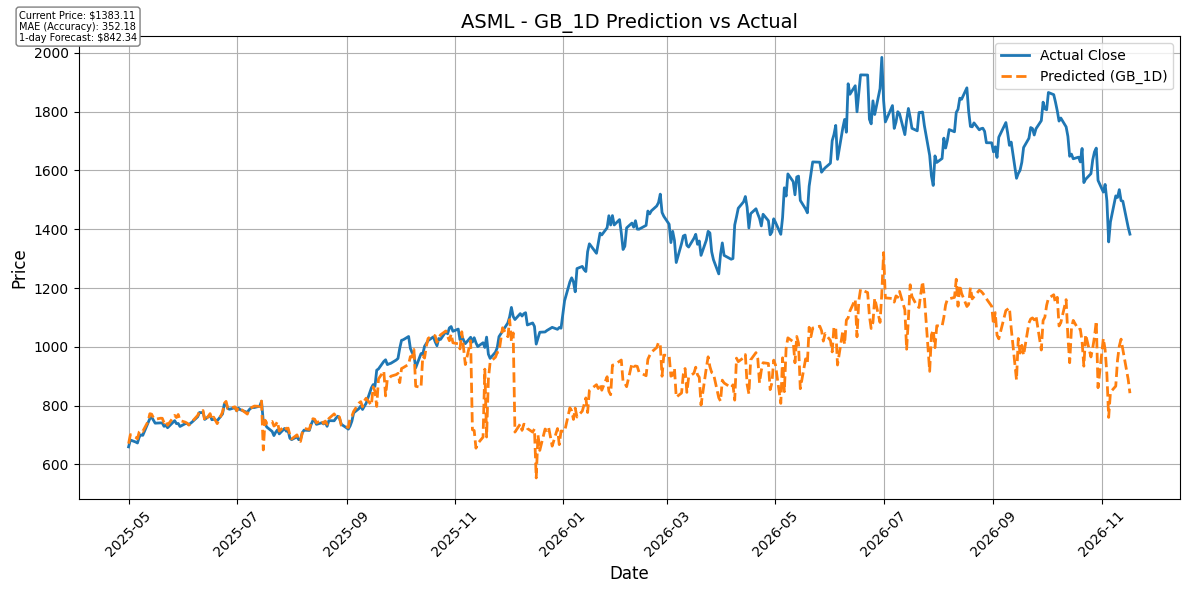 Current Price: $1383.11
MAE (Accuracy): 352.18
1-day Forecast: $842.34
ASML - GB_1D Prediction vs Actual
Actual Close
Predicted (GB_1D)
Price
2000
1800
1600
1400
1200
1000
800
600
2025-05
2025-07
2025-09
2025-11
2026-01
2026-03
2026-05
2026-07
2026-09
2026-11
Date